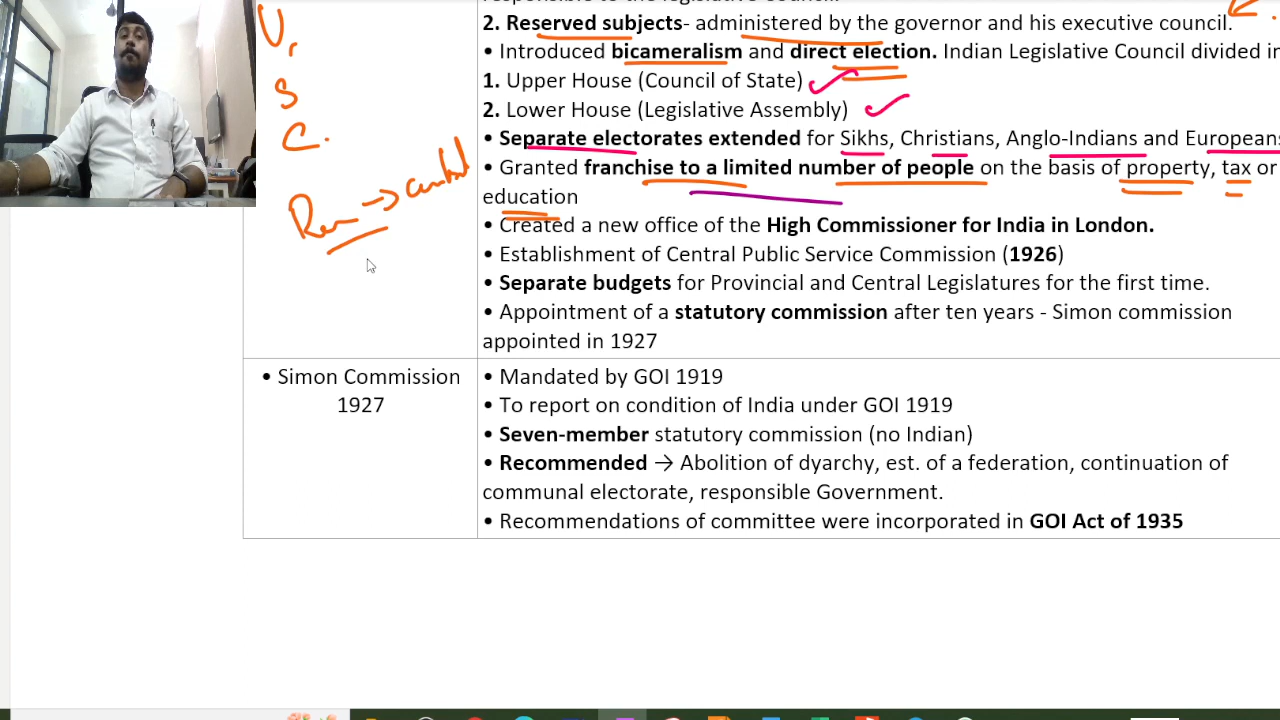 responsible to the legislative council.
2. Reserved subjects- administered by the governor and his executive council.
• Introduced bicameralism and direct election. Indian Legislative Council divided in
1. Upper House (Council of State)
2. Lower House (Legislative Assembly)
• Separate electorates extended for Sikhs, Christians, Anglo-Indians and Europeans
• Granted franchise to a limited number of people on the basis of property, tax or
education
• Created a new office of the High Commissioner for India in London.
• Establishment of Central Public Service Commission (1926)
• Separate budgets for Provincial and Central Legislatures for the first time.
• Appointment of a statutory commission after ten years - Simon commission
appointed in 1927
U
S
C.
Rev → central
• Simon Commission
1927
• Mandated by GOI 1919
• To report on condition of India under GOI 1919
• Seven-member statutory commission (no Indian)
• Recommended → Abolition of dyarchy, est. of a federation, continuation of
communal electorate, responsible Government.
• Recommendations of committee were incorporated in GOI Act of 1935